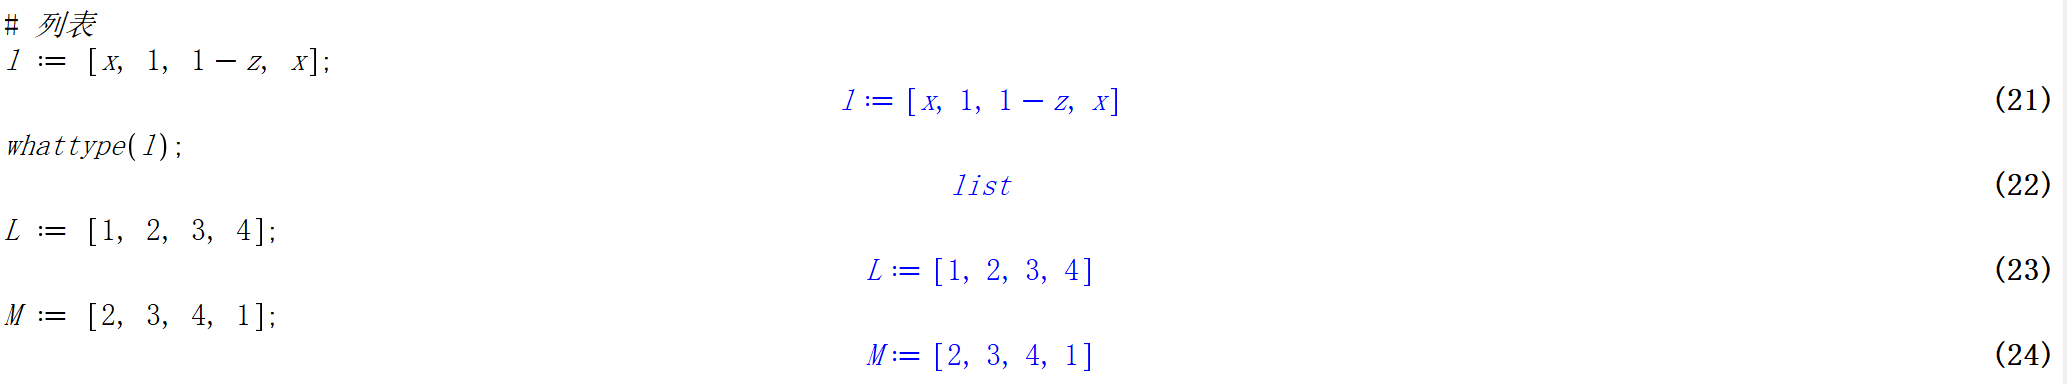 # 列表
l := [x, 1, 1 − z, x];
l := [x, 1, 1 − z, x] (21)
whattype(l);
list (22)
L := [1, 2, 3, 4];
L := [1, 2, 3, 4] (23)
M := [2, 3, 4, 1];
M := [2, 3, 4, 1] (24)